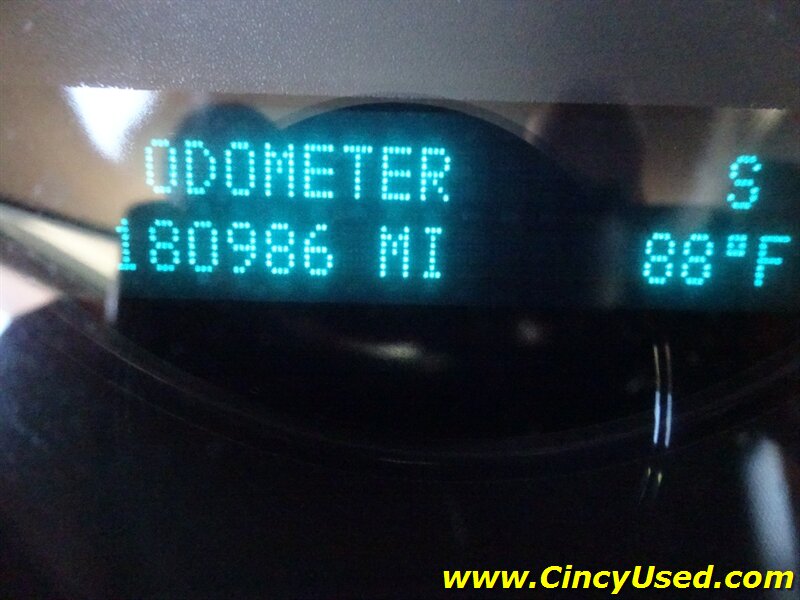 ODOMETER S
180986 MI 88°F
www.CincyUsed.com